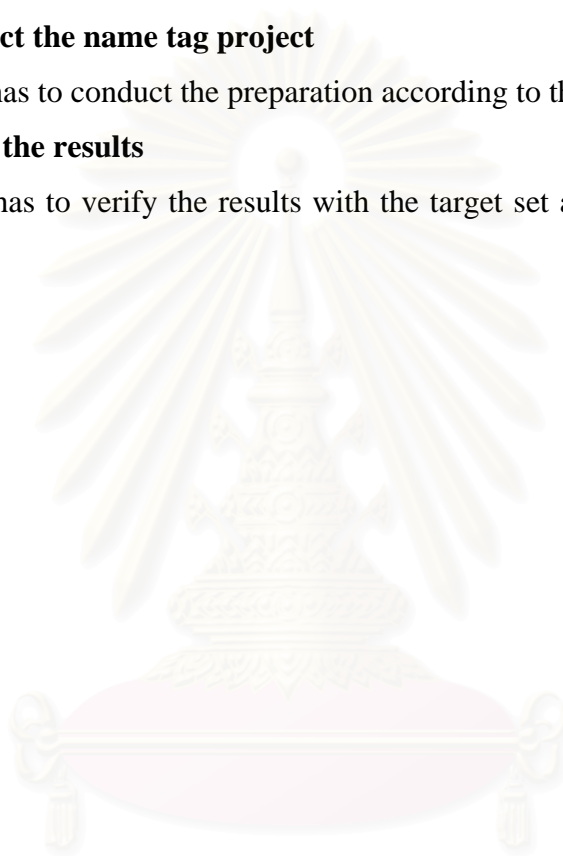 ct the name tag project
has to conduct the preparation according to th
the results
has to verify the results with the target set a